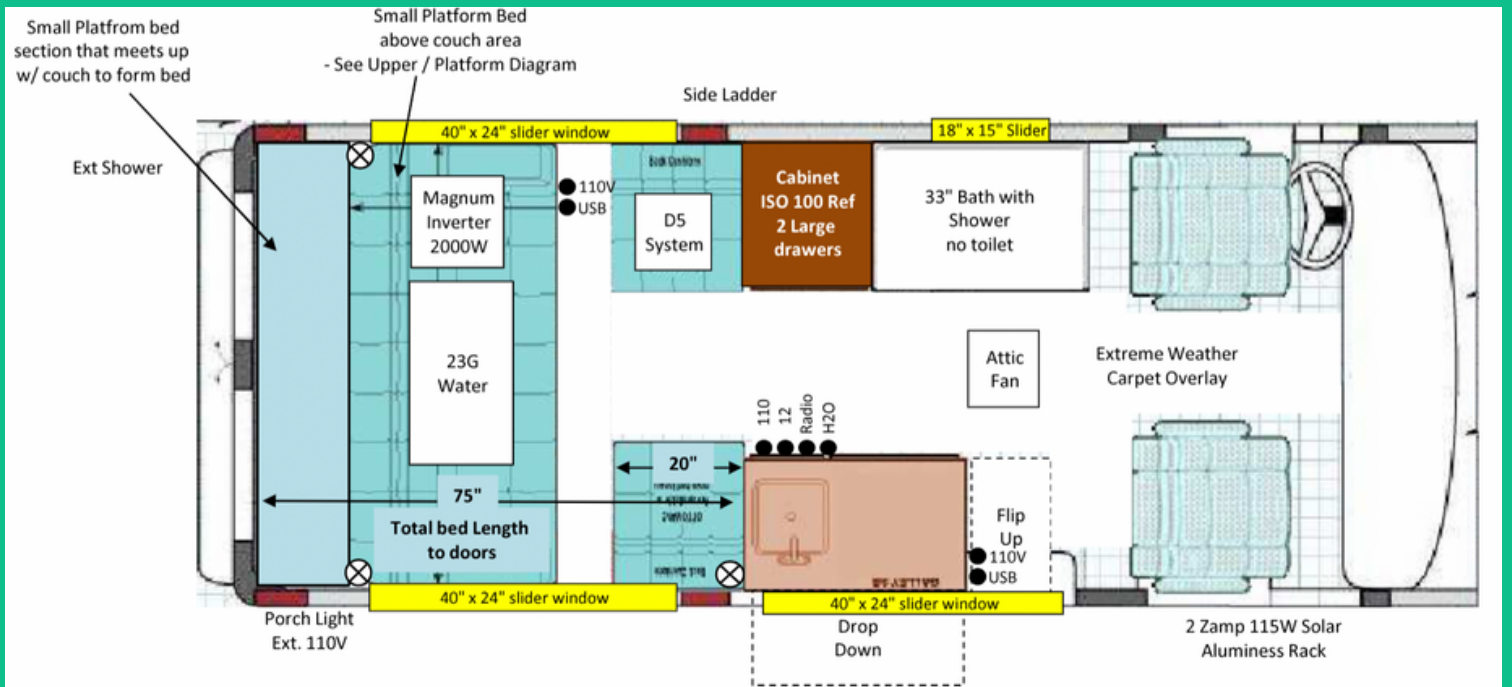 Small Platfrom bed
section that meets up
w/ couch to form bed
Small Platform Bed
above couch area
- See Upper / Platform Diagram
Side Ladder
40" x 24" slider window
18" x 15" Slider
Ext Shower
Magnum
Inverter
2000W
110V
USB
Back Cushions
D5
System
Cabinet
ISO 100 Ref
2 Large
drawers
33" Bath with
Shower
no toilet
23G
Water
Attic
Fan
Extreme Weather
Carpet Overlay
110
12
Radio
H2O
20"
75"
Total bed Length
to doors
Flip
Up
110V
USB
40" x 24" slider window
40" x 24" slider window
Porch Light
Ext. 110V
Drop
Down
2 Zamp 115W Solar
Aluminess Rack